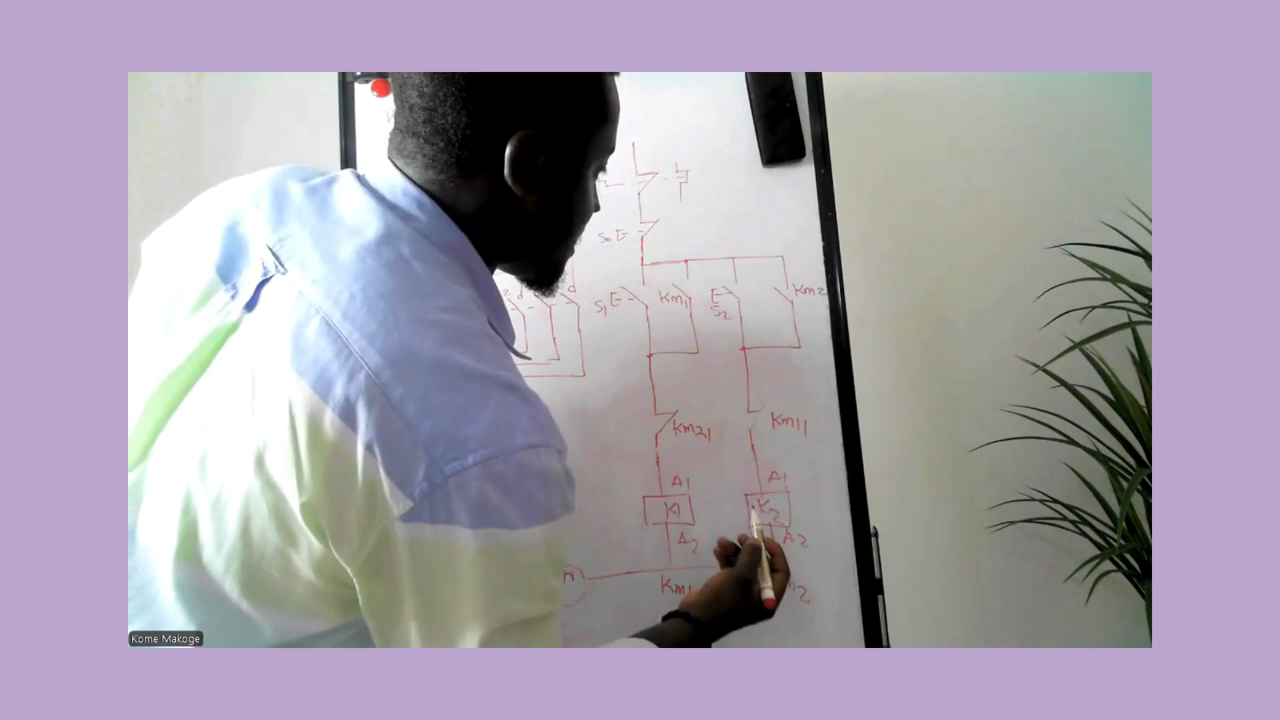 S0 E
S1 E Km1 E S2 Km2
Km21 Km11
A1 A1
K1 K2
A2 A2
Km1
Kome Makoge